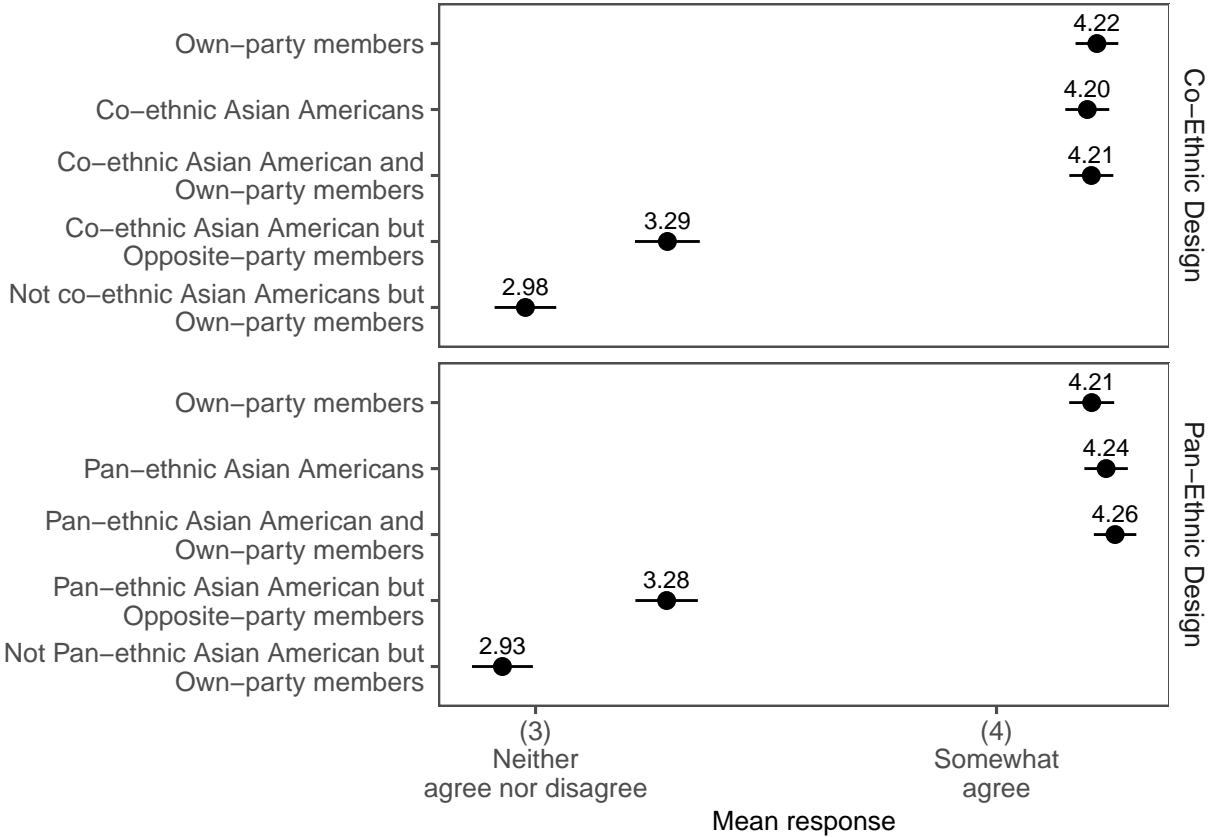 Own−party members
4.22
Co−ethnic Asian Americans
4.20
Co−ethnic Asian American and
Own−party members
4.21
Co−ethnic Asian American but
Opposite−party members
3.29
Not co−ethnic Asian Americans but
Own−party members
2.98
Co−Ethnic Design
Own−party members
4.21
Pan−ethnic Asian Americans
4.24
Pan−ethnic Asian American and
Own−party members
4.26
Pan−ethnic Asian American but
Opposite−party members
3.28
Not Pan−ethnic Asian American but
Own−party members
2.93
Pan−Ethnic Design
(3)
Neither
agree nor disagree
(4)
Somewhat
agree
Mean response